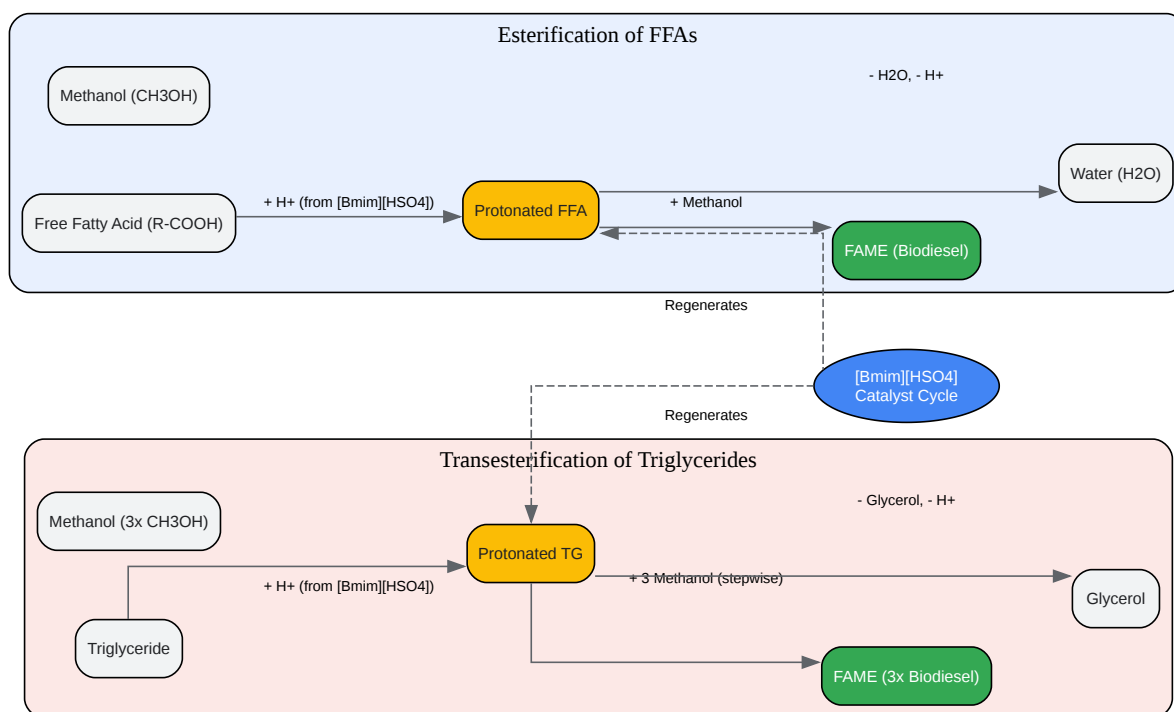 Esterification of FFAs
- H2O, - H+
Methanol (CH3OH)
Water (H2O)
Free Fatty Acid (R-COOH)
+ H+ (from [Bmim][HSO4])
Protonated FFA
+ Methanol
FAME (Biodiesel)
Regenerates
[Bmim][HSO4]
Catalyst Cycle
Regenerates
Transesterification of Triglycerides
- Glycerol, - H+
Methanol (3x CH3OH)
Protonated TG
+ H+ (from [Bmim][HSO4])
+ 3 Methanol (stepwise)
Glycerol
Triglyceride
FAME (3x Biodiesel)